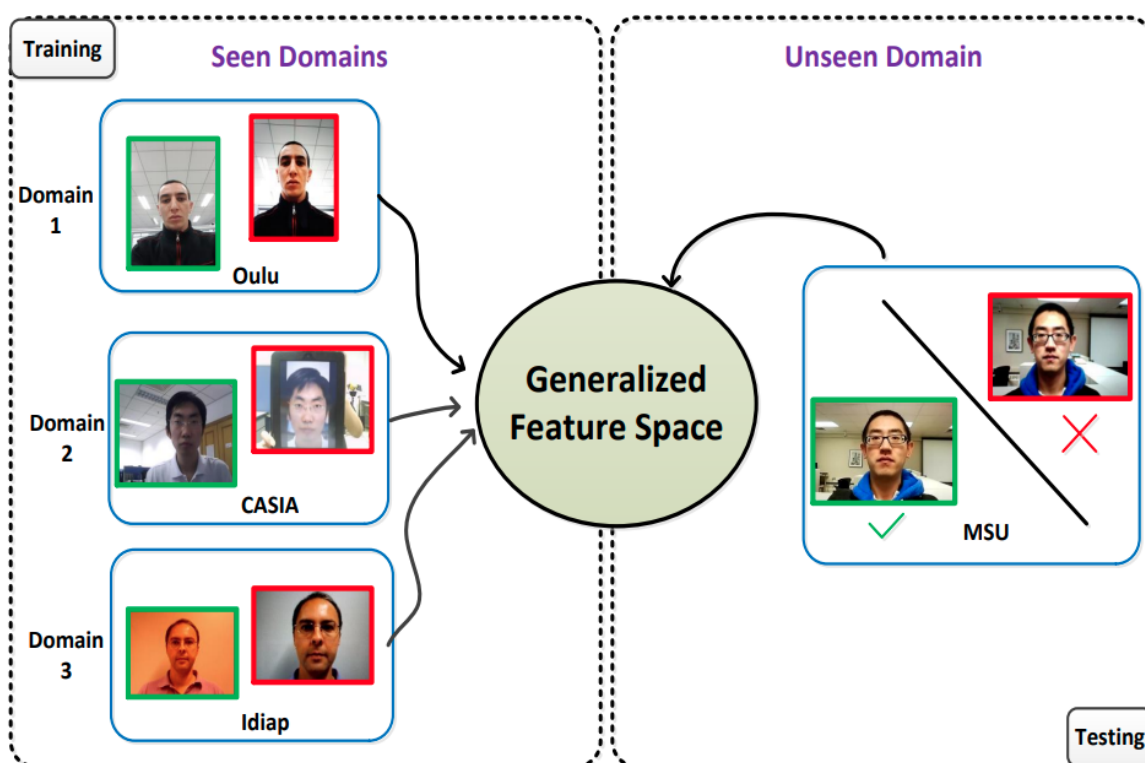 Training
Seen Domains
Unseen Domain
Domain
1
Oulu
Generalized
Feature Space
Domain
2
CASIA
MSU
Domain
3
Idiap
Testing